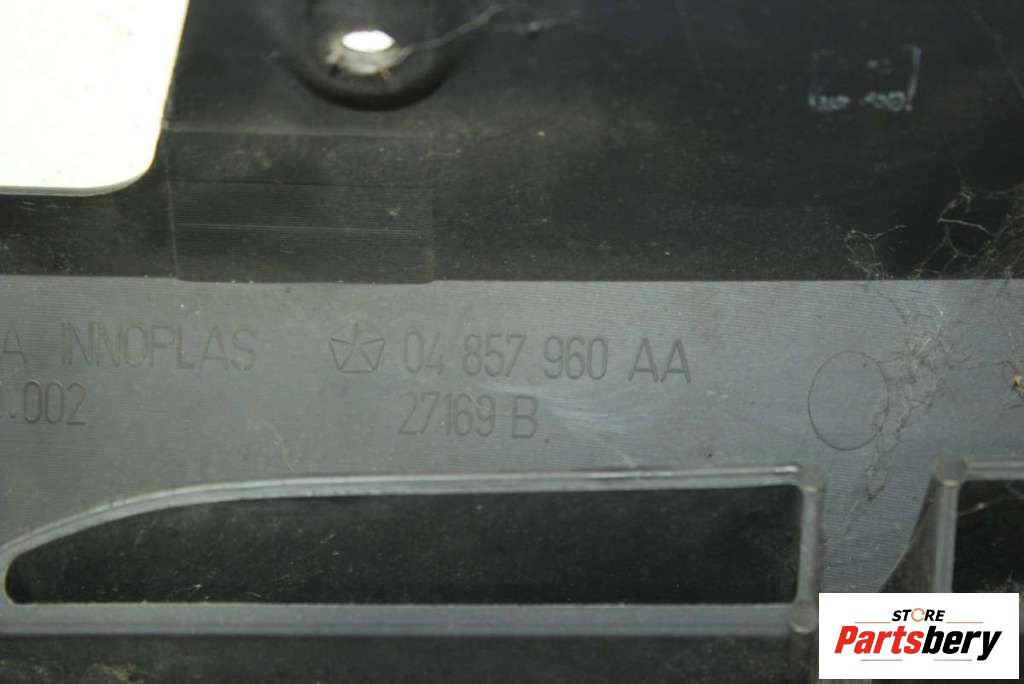 A INNOPLAS 04 857 960 AA
.002 27169 B
STORE
Partsbery